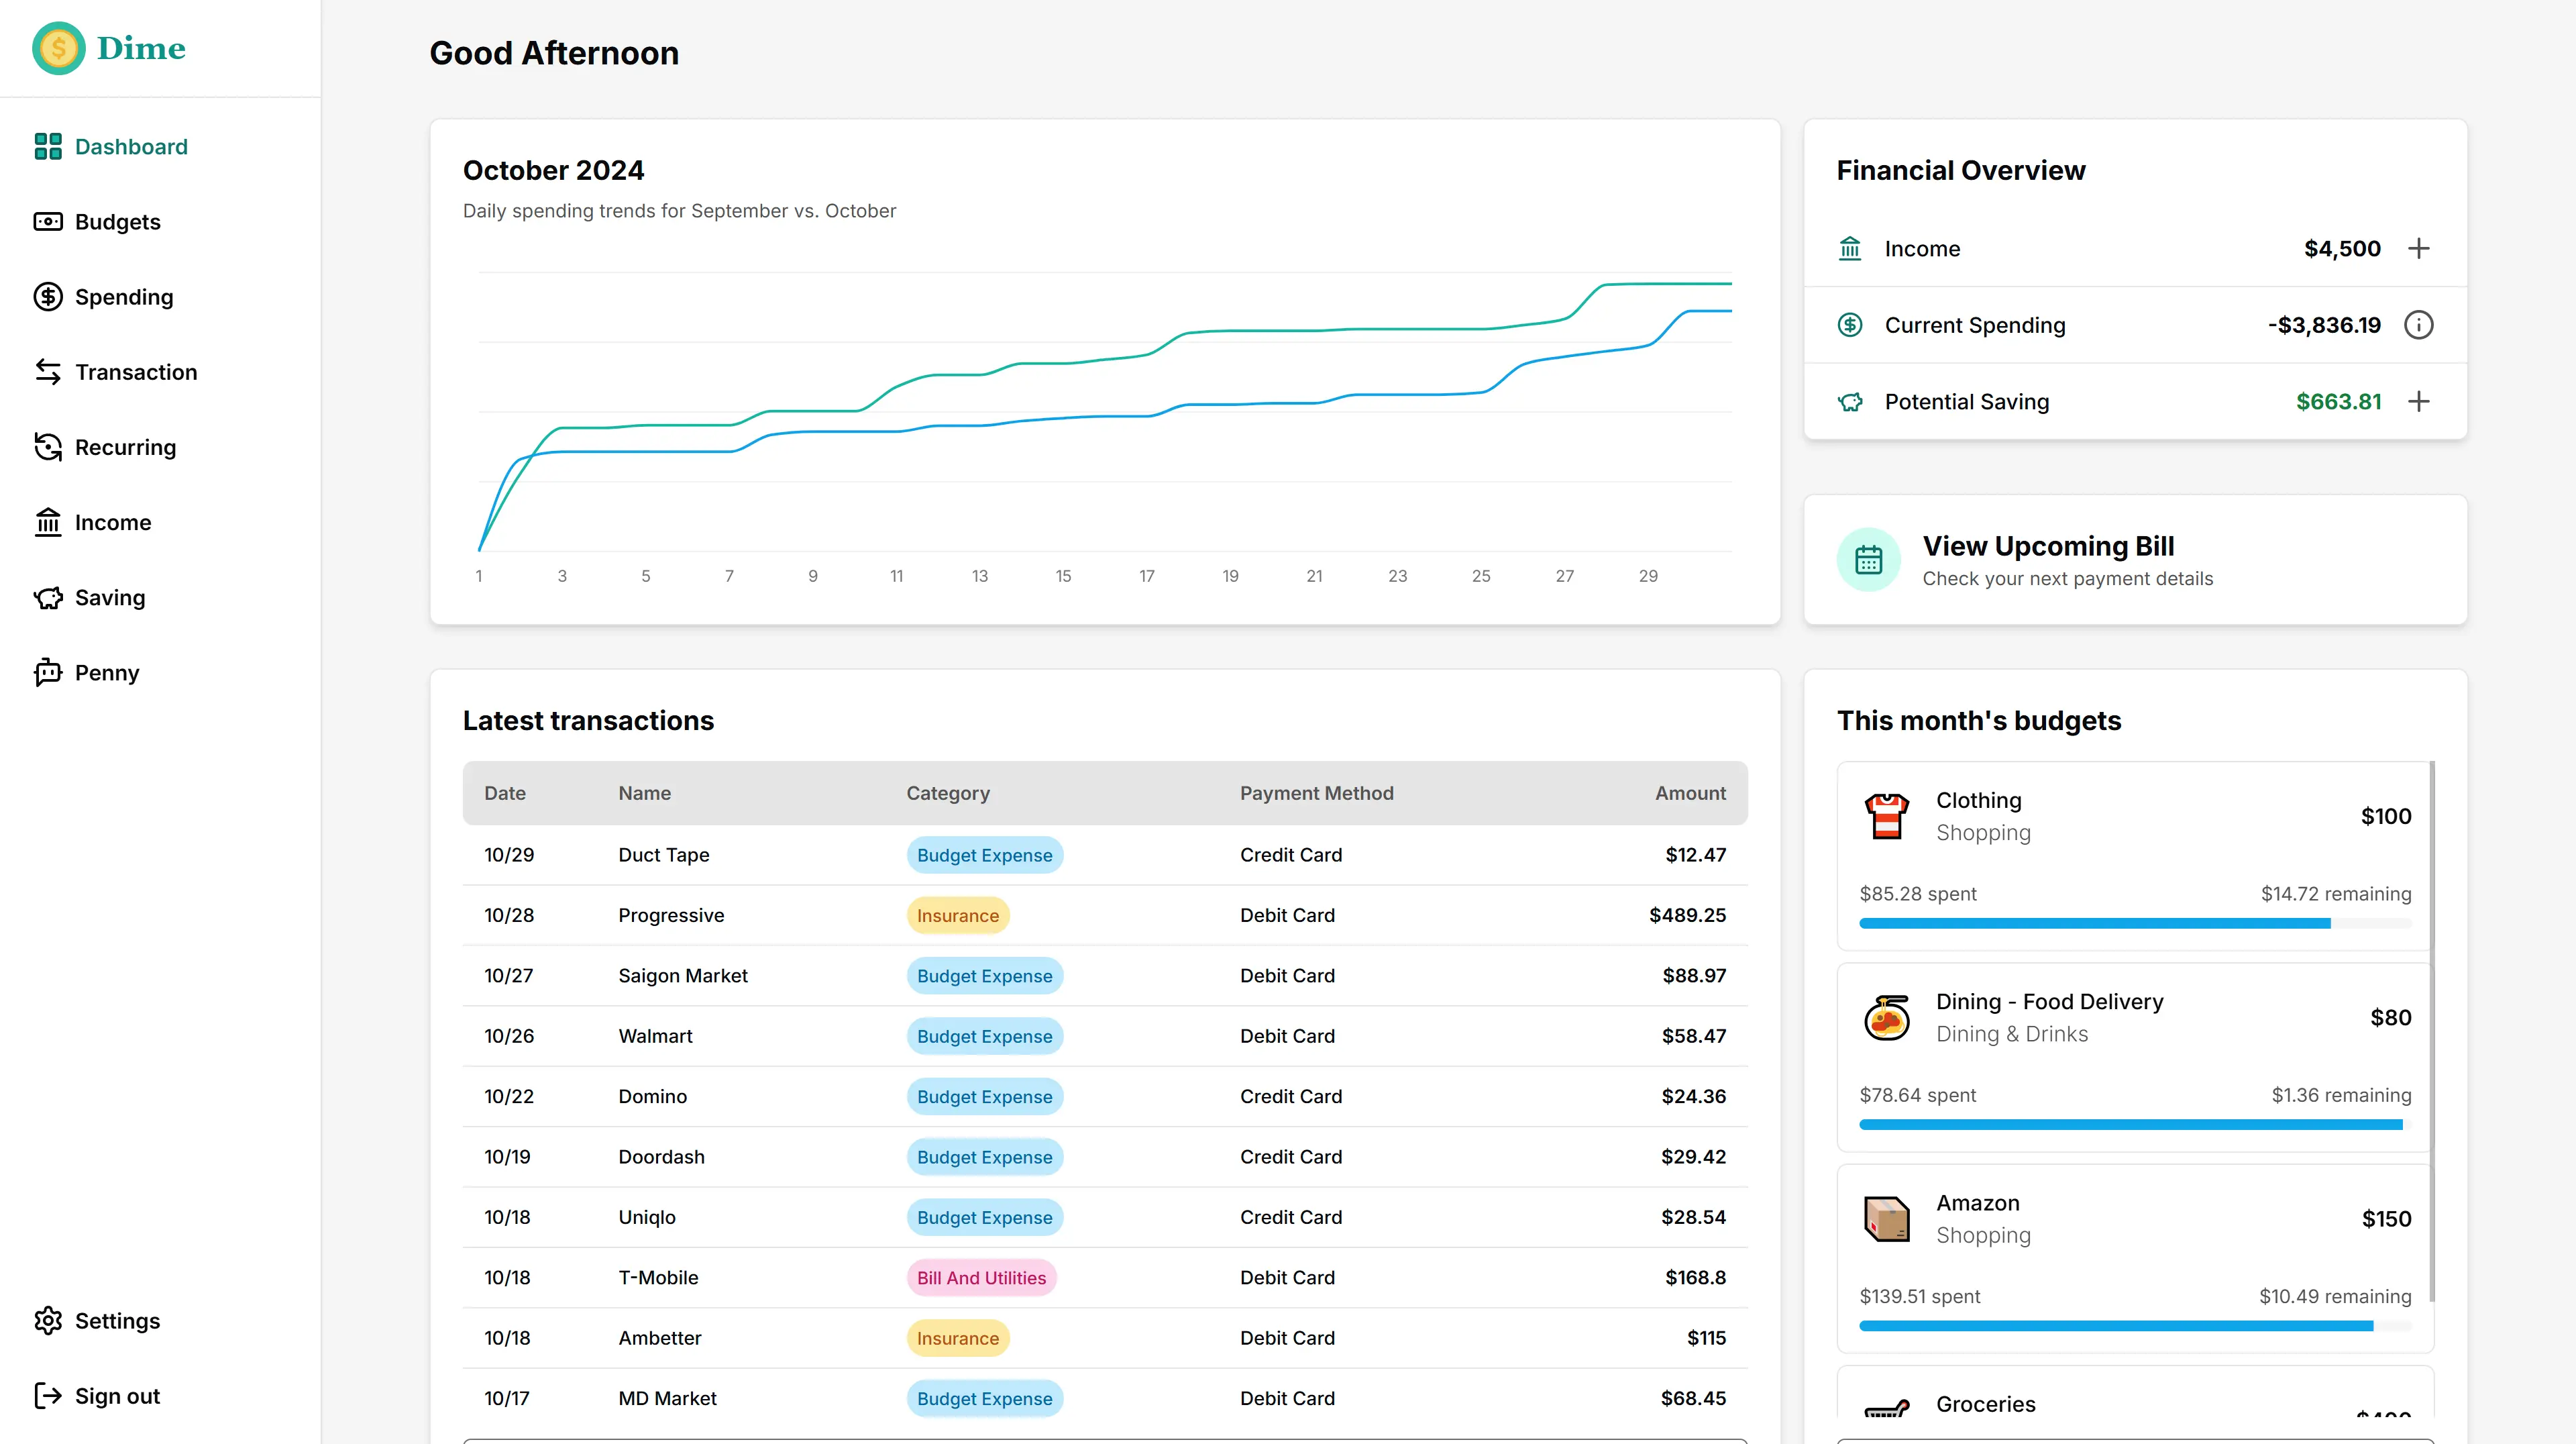 Dime
Dashboard
Budgets
Spending
Transaction
Recurring
Income
Saving
Penny
Settings
Sign out
Good Afternoon
October 2024
Daily spending trends for September vs. October
1 3 5 7 9 11 13 15 17 19 21 23 25 27 29
Financial Overview
Income $4,500
Current Spending -$3,836.19
Potential Saving $663.81
View Upcoming Bill
Check your next payment details
Latest transactions
Date Name Category Payment Method Amount
10/29 Duct Tape Budget Expense Credit Card $12.47
10/28 Progressive Insurance Debit Card $489.25
10/27 Saigon Market Budget Expense Debit Card $88.97
10/26 Walmart Budget Expense Debit Card $58.47
10/22 Domino Budget Expense Credit Card $24.36
10/19 Doordash Budget Expense Credit Card $29.42
10/18 Uniqlo Budget Expense Credit Card $28.54
10/18 T-Mobile Bill And Utilities Debit Card $168.8
10/18 Ambetter Insurance Debit Card $115
10/17 MD Market Budget Expense Debit Card $68.45
This month's budgets
Clothing
Shopping
$100
$85.28 spent $14.72 remaining
Dining - Food Delivery
Dining & Drinks
$80
$78.64 spent $1.36 remaining
Amazon
Shopping
$150
$139.51 spent $10.49 remaining
Groceries